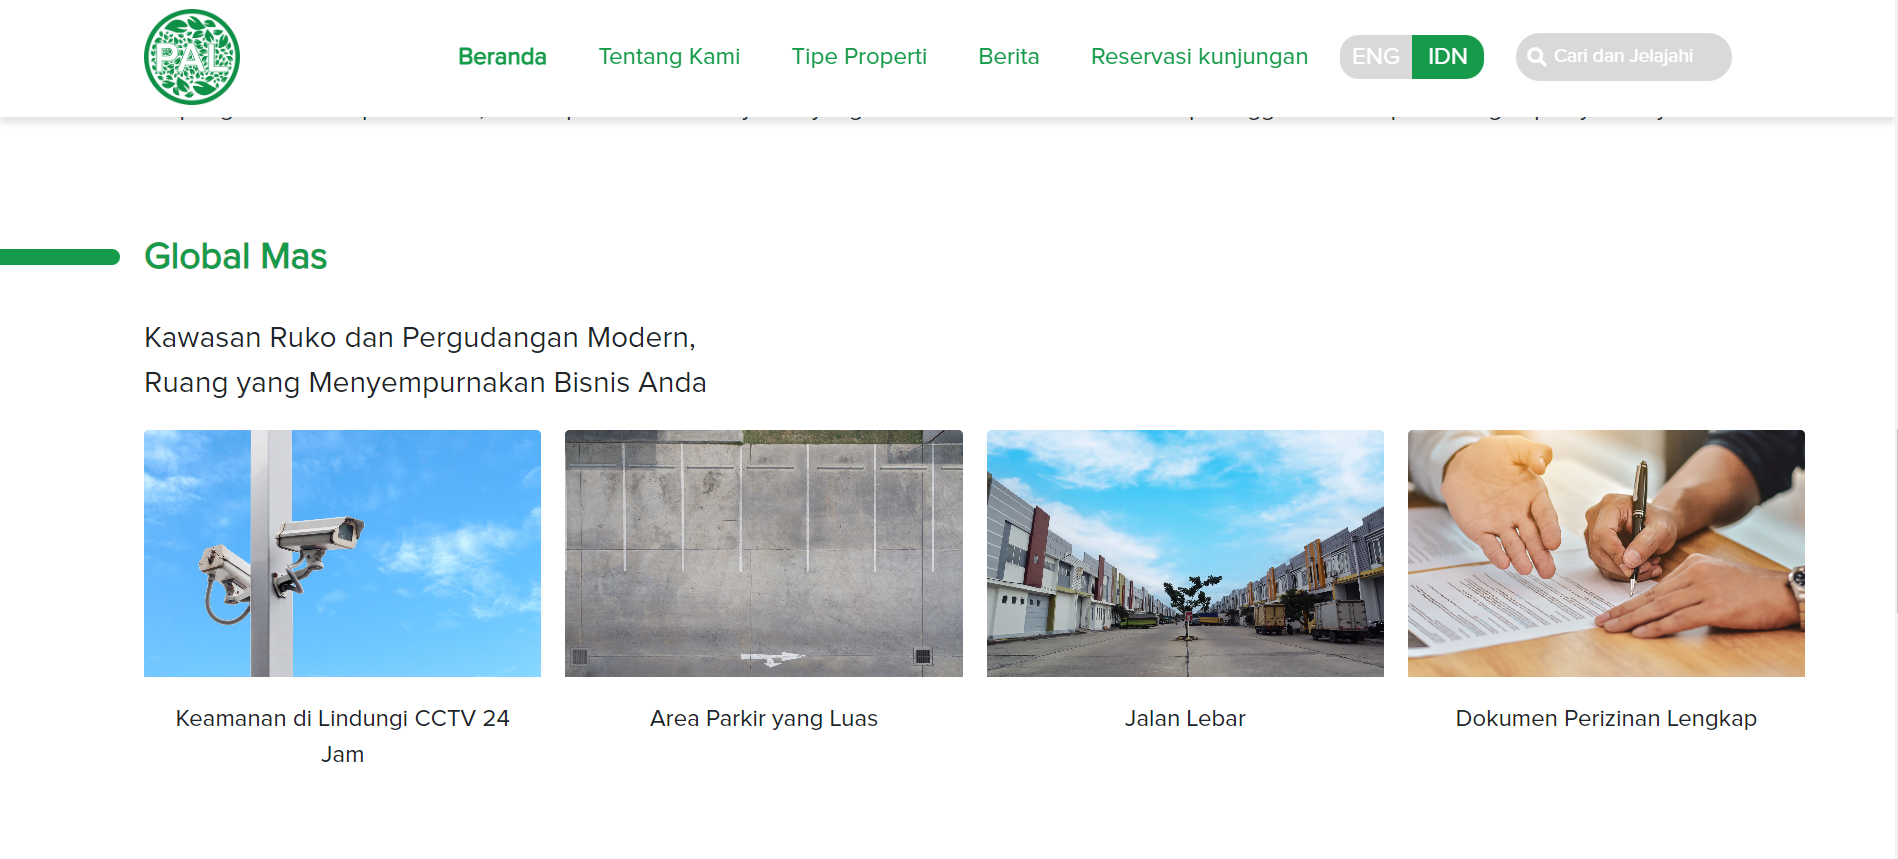 PAL
Beranda
Tentang Kami
Tipe Properti
Berita
Reservasi kunjungan
ENG
IDN
Cari dan Jelajahi
Global Mas
Kawasan Ruko dan Pergudangan Modern,
Ruang yang Menyempurnakan Bisnis Anda
Keamanan di Lindungi CCTV 24
Jam
Area Parkir yang Luas
Jalan Lebar
Dokumen Perizinan Lengkap